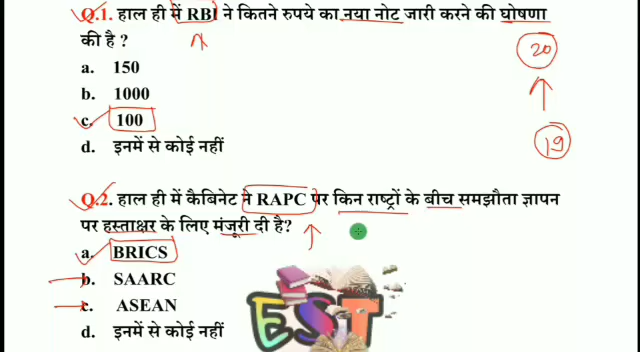 Q.1. हाल ही में RBI ने कितने रुपये का नया नोट जारी करने की घोषणा
की है ?
a. 150
b. 1000
c. 100
d. इनमें से कोई नहीं
20
19
Q.2. हाल ही में कैबिनेट ने RAPC पर किन राष्ट्रों के बीच समझौता ज्ञापन
पर हस्ताक्षर के लिए मंजूरी दी है?
a. BRICS
b. SAARC
c. ASEAN
d. इनमें से कोई नहीं
EST